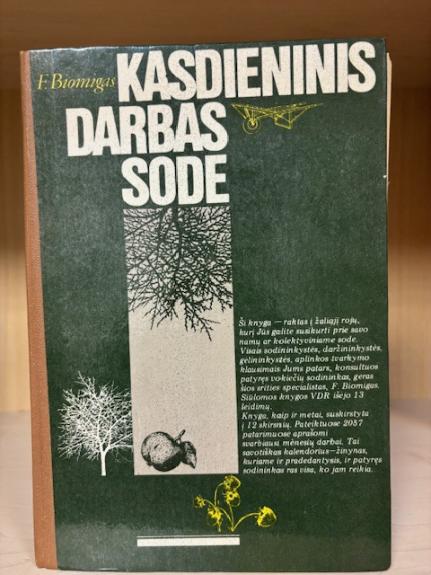 F. Biomigas
KASDIENINIS
DARBAS
SODE
Ši knyga — raktas į žaliąjį rojų,
kurį Jūs galite susikurti prie savo
namų ar kolektyviniame sode.
Visais sodininkystės, daržininkystės,
gėlininkystės, aplinkos tvarkymo
klausimais Jums patars, konsultuos
patyręs vokiečių sodininkas, geras
šios srities specialistas, F. Biomigas.
Siūlomos knygos VDR išėjo 13
leidimų.
Knyga, kaip ir metai, suskirstyta
į 12 skirsnių. Pateiktuose 2057
patarimuose aprašomi
svarbiausi mėnesių darbai. Tai
savotiškas kalendorius—žinynas,
kuriame ir pradedantysis, ir patyręs
sodininkas ras visa, ko jam reikia.